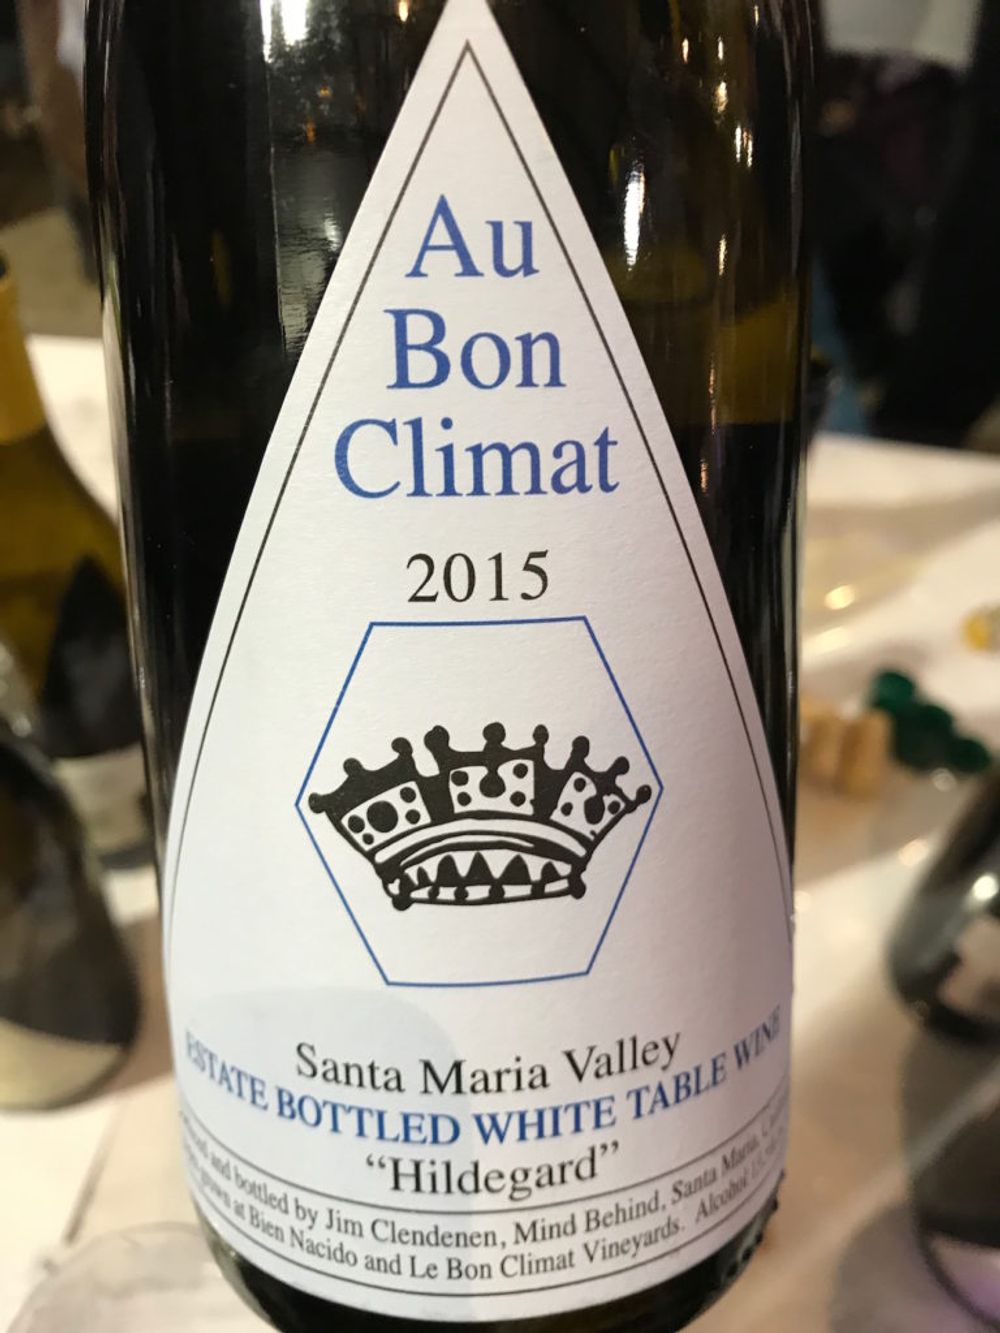 Au
Bon
Climat
2015
Santa Maria Valley
ESTATE BOTTLED WHITE TABLE WINE
“Hildegard”
and bottled by Jim Clendenen, Mind Behind, Santa Maria,
grown at Bien Nacido and Le Bon Climat Vineyards. Alcohol